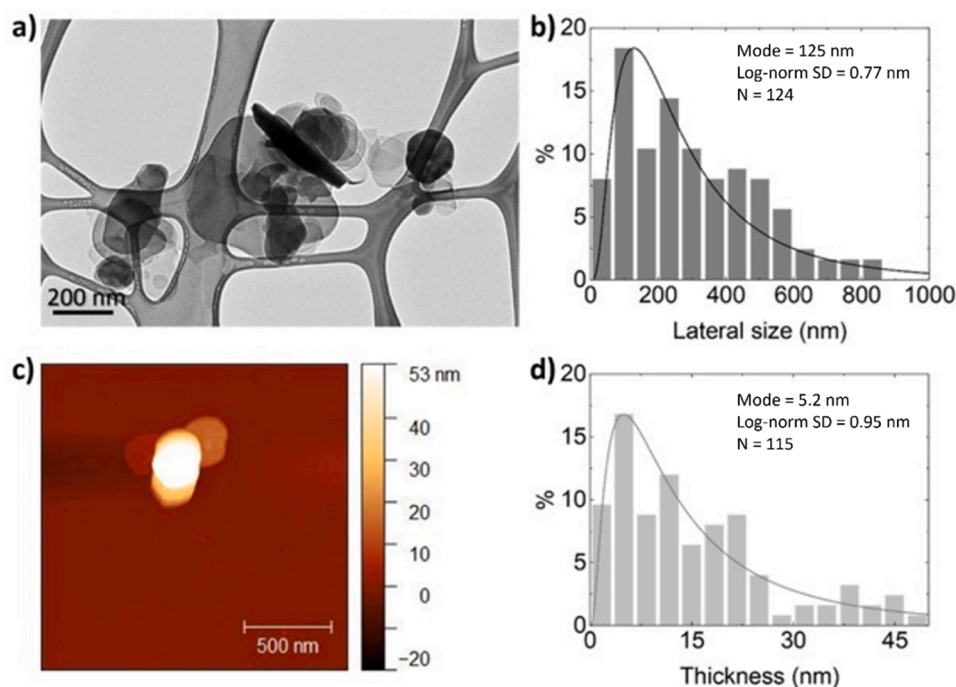 a)
200 nm
b)
20
15
10
5
0
%
Mode = 125 nm
Log-norm SD = 0.77 nm
N = 124
0 200 400 600 800 1000
Lateral size (nm)
c)
53 nm
40
30
20
10
0
−20
500 nm
d)
20
15
10
5
0
%
Mode = 5.2 nm
Log-norm SD = 0.95 nm
N = 115
0 15 30 45
Thickness (nm)